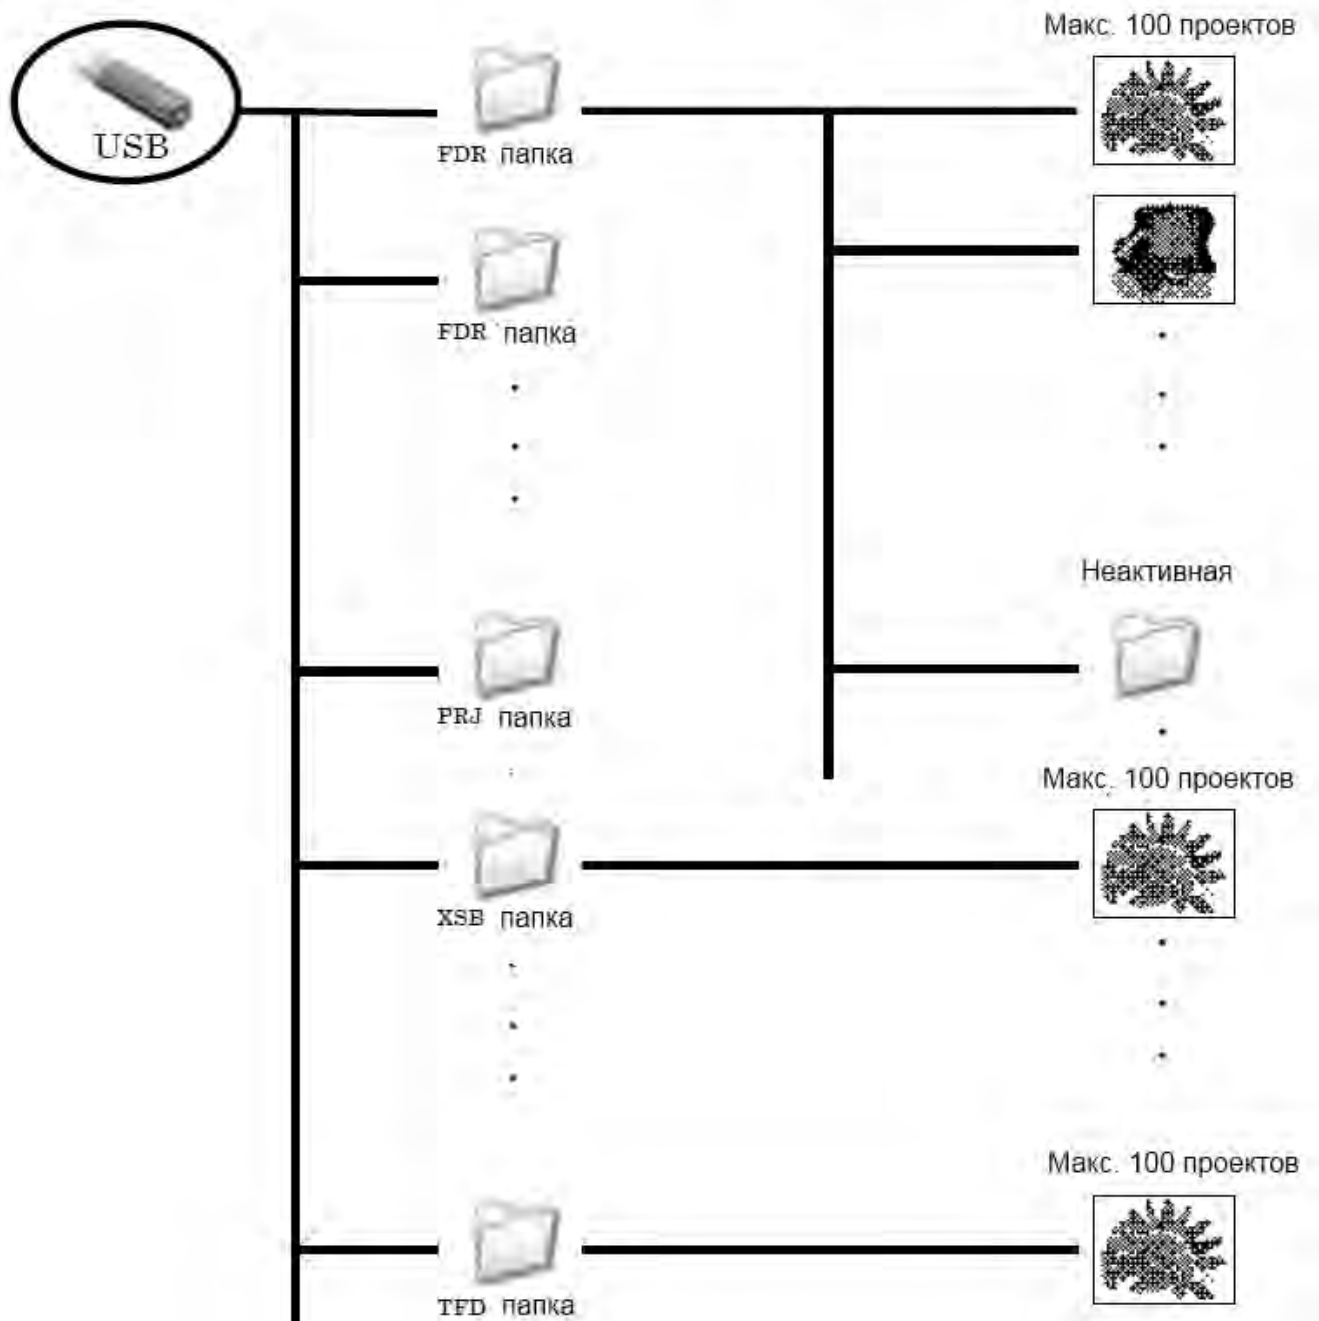 Макс. 100 проектов
USB
FDR папка
FDR папка
Неактивная
PRJ папка
Макс. 100 проектов
XSB папка
Макс. 100 проектов
TFD папка